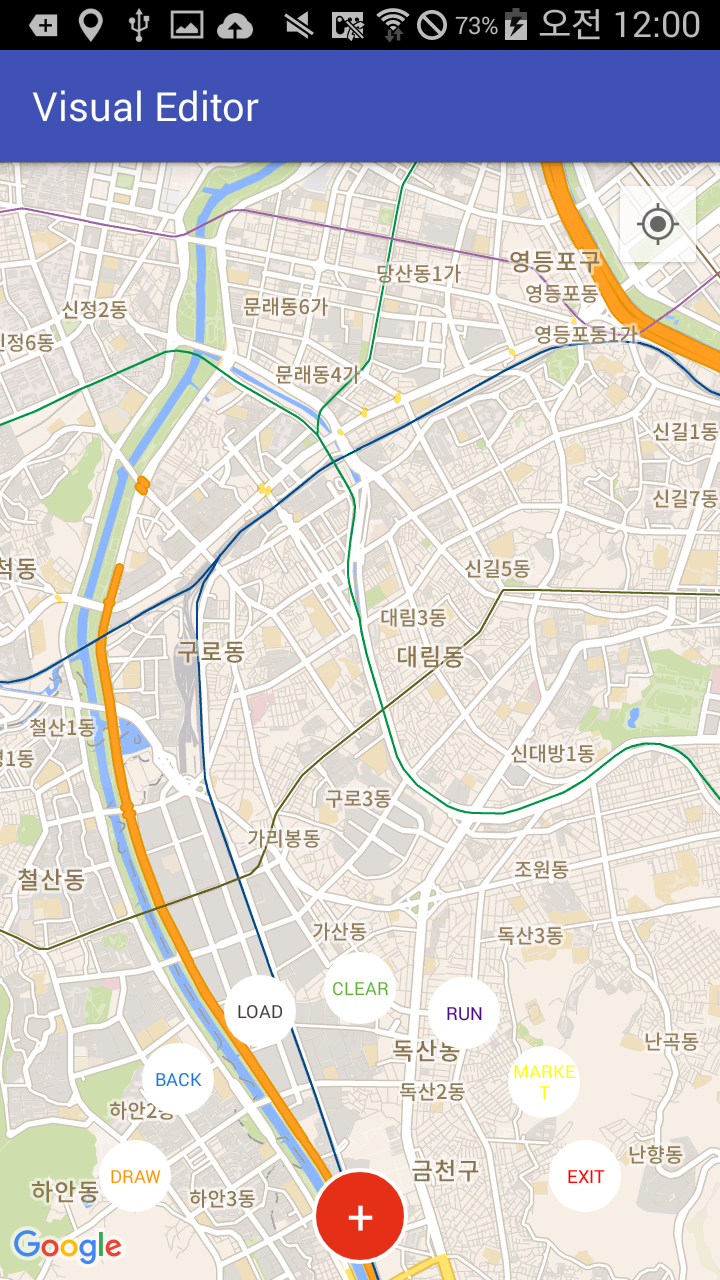 73% 오전 12:00
Visual Editor
영등포구
당산동1가
영등포동
신정2동
문래동6가
영등포동1가
신정6동
문래동4가
신길1동
신길7동
척동
신길5동
대림3동
구로동
대림동
철산1동
명1동
신대방1동
구로3동
가리봉동
조원동
철산동
가산동
독산3동
CLEAR
LOAD
RUN
난곡동
독산동
MARKE
T
BACK
독산2동
하안2동
난향동
금천구
DRAW
EXIT
하안동
하안3동
+
Google